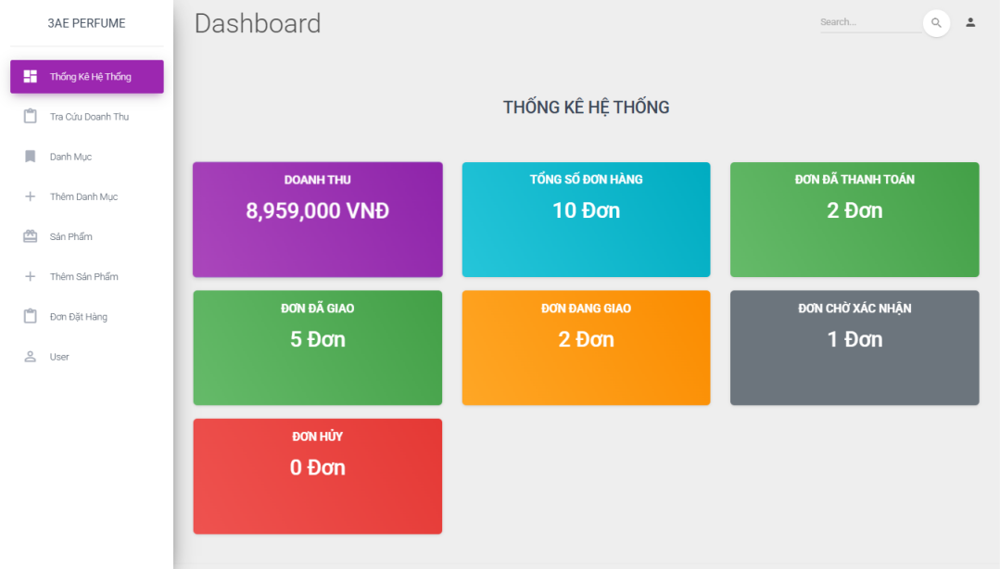 3AE PERFUME
Dashboard
Search...
Thống Kê Hệ Thống
Tra Cứu Doanh Thu
Danh Mục
Thêm Danh Mục
Sản Phẩm
Thêm Sản Phẩm
Đơn Đặt Hàng
User
THỐNG KÊ HỆ THỐNG
DOANH THU
8,959,000 VNĐ
TỔNG SỐ ĐƠN HÀNG
10 Đơn
ĐƠN ĐÃ THANH TOÁN
2 Đơn
ĐƠN ĐÃ GIAO
5 Đơn
ĐƠN ĐANG GIAO
2 Đơn
ĐƠN CHỜ XÁC NHẬN
1 Đơn
ĐƠN HỦY
0 Đơn